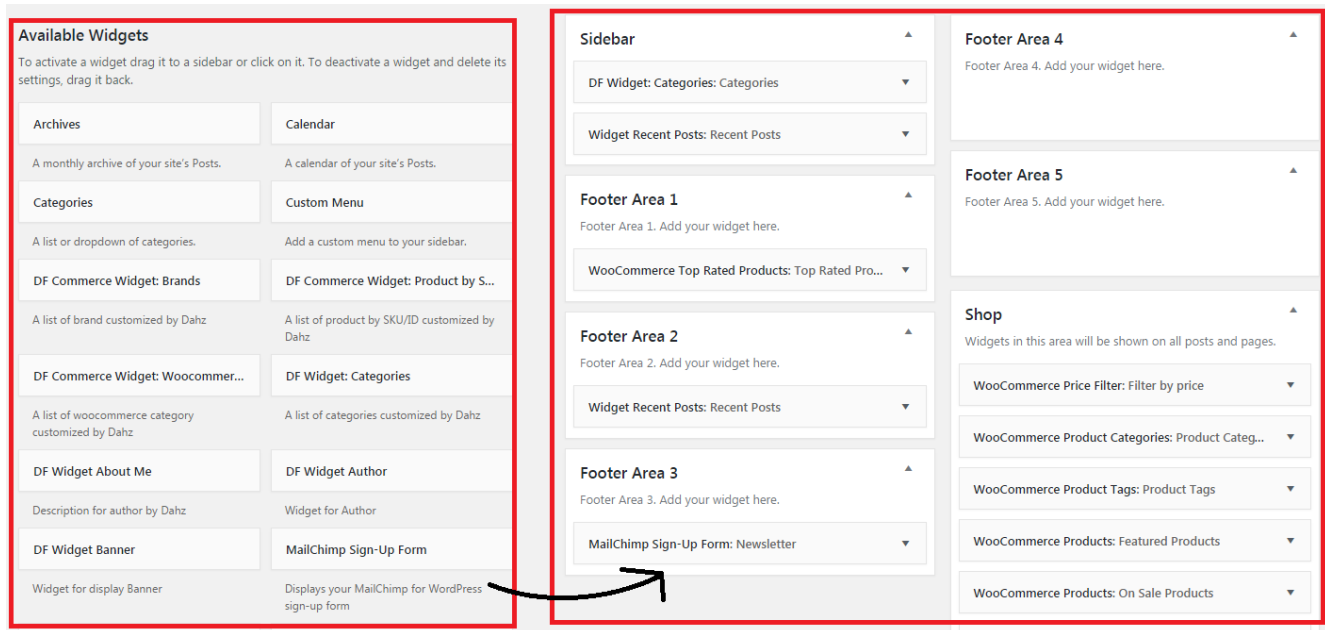 Available Widgets
To activate a widget drag it to a sidebar or click on it. To deactivate a widget and delete its
settings, drag it back.
Archives
Calendar
A monthly archive of your site's Posts.
A calendar of your site's Posts.
Categories
Custom Menu
A list or dropdown of categories.
Add a custom menu to your sidebar.
DF Commerce Widget: Brands
DF Commerce Widget: Product by S...
A list of brand customized by Dahz
A list of product by SKU/ID customized by
Dahz
DF Commerce Widget: Woocommer...
DF Widget: Categories
A list of woocommerce category
customized by Dahz
A list of categories customized by Dahz
DF Widget About Me
DF Widget Author
Description for author by Dahz
Widget for Author
DF Widget Banner
MailChimp Sign-Up Form
Widget for display Banner
Displays your MailChimp for WordPress
sign-up form
Sidebar
DF Widget: Categories: Categories
Widget Recent Posts: Recent Posts
Footer Area 1
Footer Area 1. Add your widget here.
WooCommerce Top Rated Products: Top Rated Pro...
Footer Area 2
Footer Area 2. Add your widget here.
Widget Recent Posts: Recent Posts
Footer Area 3
Footer Area 3. Add your widget here.
MailChimp Sign-Up Form: Newsletter
Footer Area 4
Footer Area 4. Add your widget here.
Footer Area 5
Footer Area 5. Add your widget here.
Shop
Widgets in this area will be shown on all posts and pages.
WooCommerce Price Filter: Filter by price
WooCommerce Product Categories: Product Categ...
WooCommerce Product Tags: Product Tags
WooCommerce Products: Featured Products
WooCommerce Products: On Sale Products